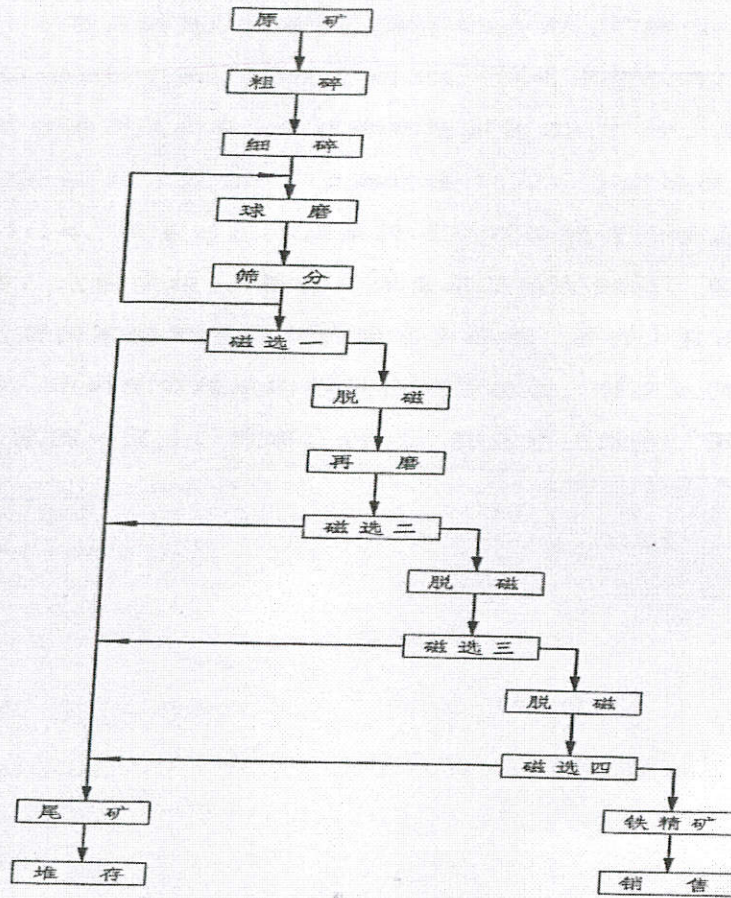 原 矿
粗 碎
细 碎
球 磨
筛 分
磁 选 一
脱 磁
再 磨
磁 选 二
脱 磁
磁 选 三
脱 磁
磁 选 四
尾 矿
铁 精 矿
堆 存
销 售